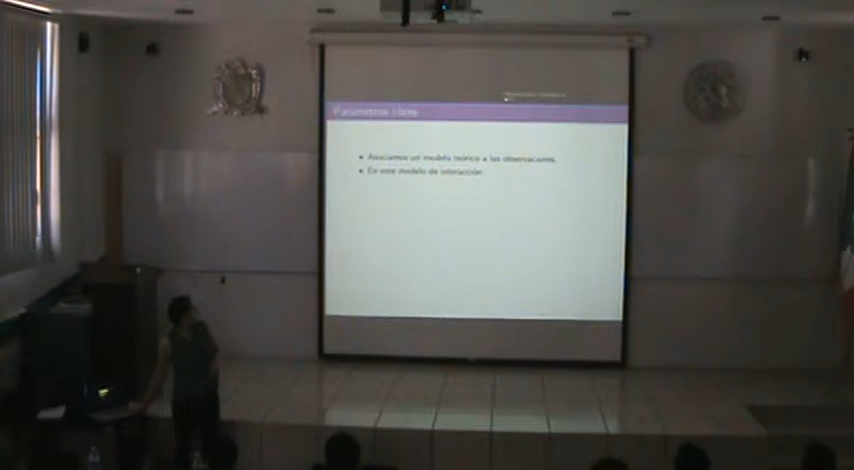 Parámetros libres
Asociamos un modelo teórico a las observaciones.
En este modelo de interacción: